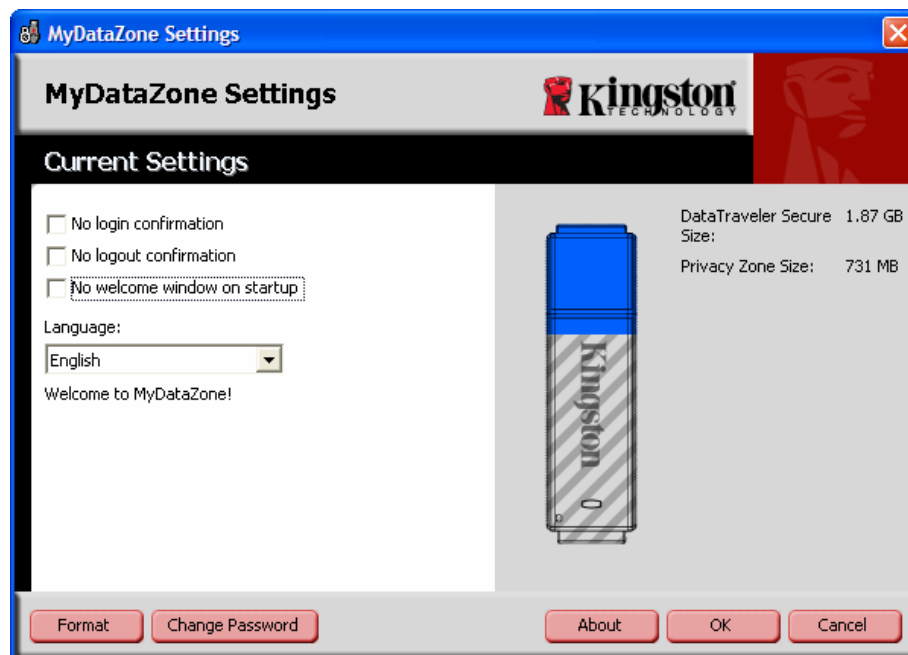 MyDataZone Settings
MyDataZone Settings
Kingston
TECHNOLOGY
Current Settings
No login confirmation
No logout confirmation
No welcome window on startup
Language:
English
Welcome to MyDataZone!
DataTraveler Secure 1.87 GB
Size:
Privacy Zone Size: 731 MB
Kingston
Format Change Password About OK Cancel